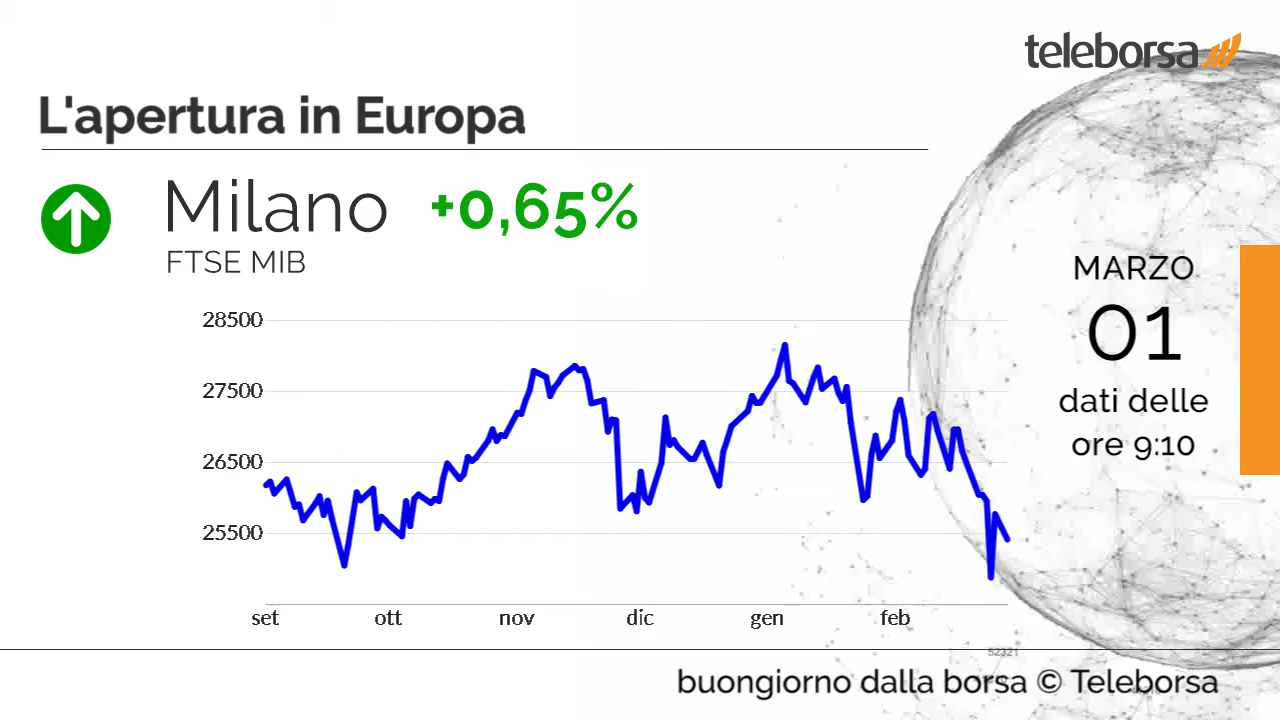 teleborsa
L'apertura in Europa
Milano +0,65%
FTSE MIB
MARZO
01
dati delle
ore 9:10
28500
27500
26500
25500
set ott nov dic gen feb
52321
buongiorno dalla borsa © Teleborsa